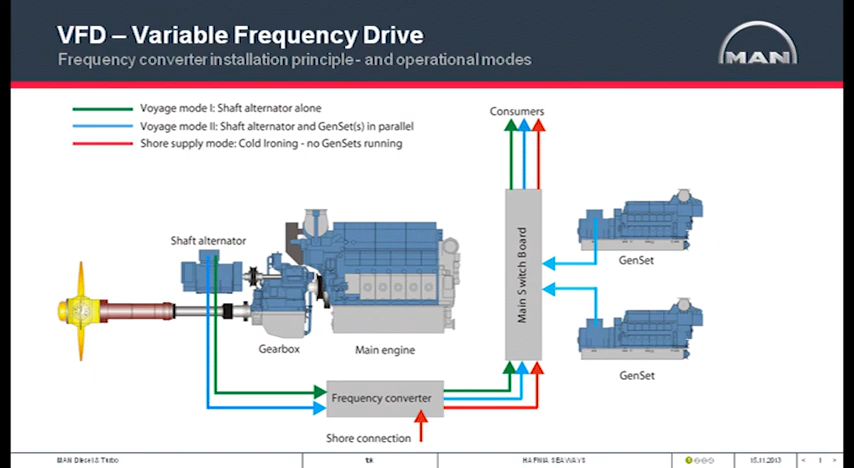 VFD – Variable Frequency Drive
Frequency converter installation principle - and operational modes
MAN
Voyage mode I: Shaft alternator alone
Voyage mode II: Shaft alternator and GenSet(s) in parallel
Shore supply mode: Cold Ironing - no GenSets running
Consumers
Shaft alternator
Main Switch Board
GenSet
Gearbox
Main engine
GenSet
Frequency converter
Shore connection
MAN Diesel & Turbo
HAFNIA SEAWAYS
15.11.2013
< 1 >